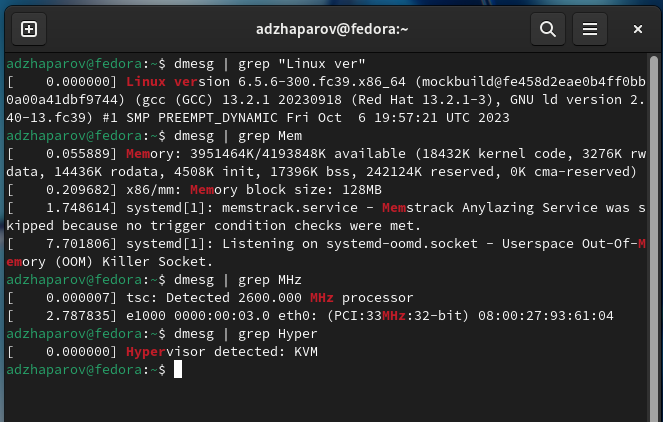 adzhaparov@fedora:~
adzhaparov@fedora:~$ dmesg | grep "Linux ver"
[    0.000000] Linux version 6.5.6-300.fc39.x86_64 (mockbuild@fe458d2eae0b4ff0bb
0a00a41dbf9744) (gcc (GCC) 13.2.1 20230918 (Red Hat 13.2.1-3), GNU ld version 2.
40-13.fc39) #1 SMP PREEMPT_DYNAMIC Fri Oct  6 19:57:21 UTC 2023
adzhaparov@fedora:~$ dmesg | grep Mem
[    0.055889] Memory: 3951464K/4193848K available (18432K kernel code, 3276K rw
data, 14436K rodata, 4508K init, 17396K bss, 242124K reserved, 0K cma-reserved)
[    0.209682] x86/mm: Memory block size: 128MB
[    1.748614] systemd[1]: memstrack.service - Memstrack Anylazing Service was s
kipped because no trigger condition checks were met.
[    7.701806] systemd[1]: Listening on systemd-oomd.socket - Userspace Out-Of-M
emory (OOM) Killer Socket.
adzhaparov@fedora:~$ dmesg | grep MHz
[    0.000007] tsc: Detected 2600.000 MHz processor
[    2.787835] e1000 0000:00:03.0 eth0: (PCI:33MHz:32-bit) 08:00:27:93:61:04
adzhaparov@fedora:~$ dmesg | grep Hyper
[    0.000000] Hypervisor detected: KVM
adzhaparov@fedora:~$